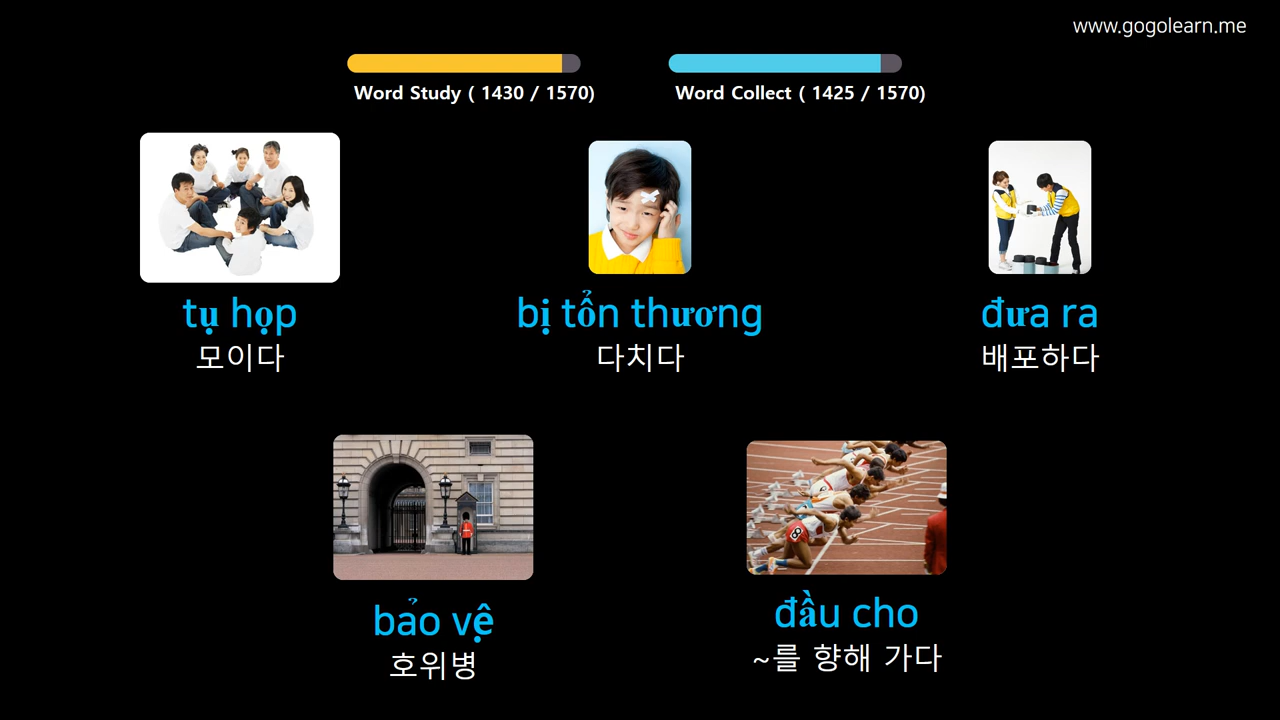 www.gogolearn.me
Word Study ( 1430 / 1570)
Word Collect ( 1425 / 1570)
tụ họp
모이다
bị tổn thương
다치다
đưa ra
배포하다
bảo vệ
호위병
đầu cho
~를 향해 가다